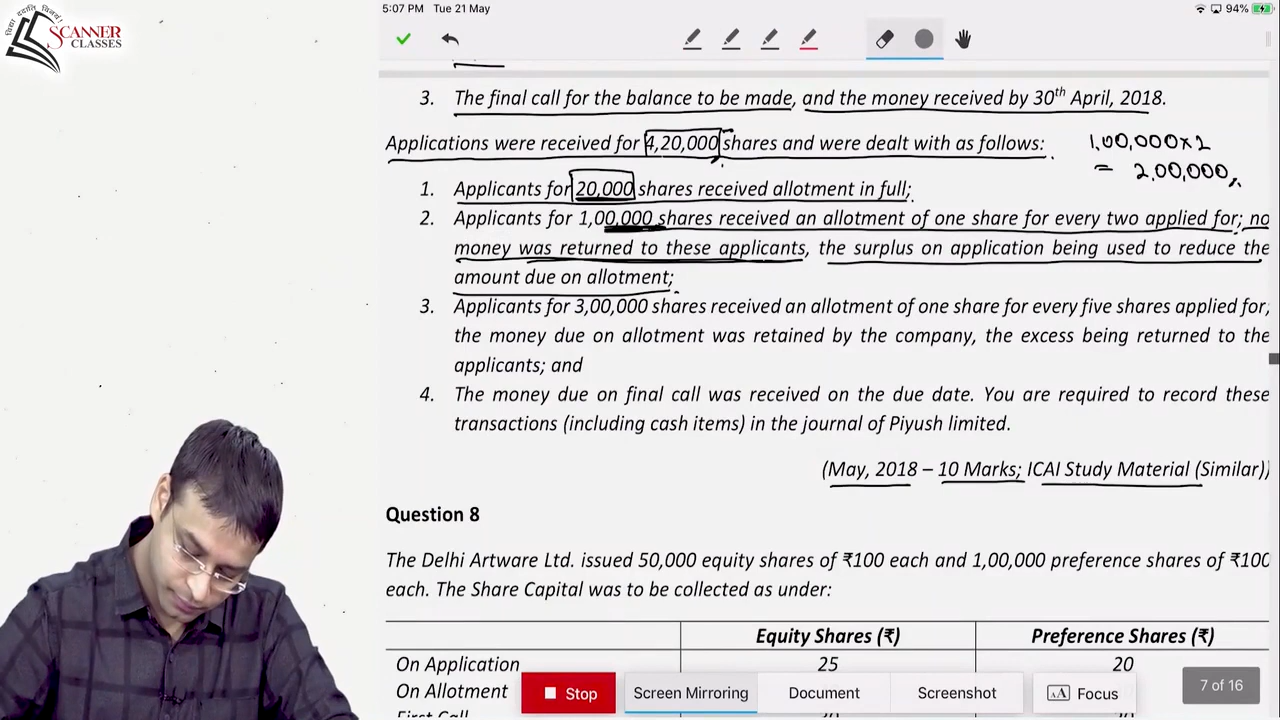 विद्या ददाति विनयं
SCANNER
CLASSES
5:07 PM Tue 21 May
94%
3. The final call for the balance to be made, and the money received by 30th April, 2018.
Applications were received for 4,20,000 shares and were dealt with as follows:
1,00,000×2
= 2,00,000
1. Applicants for 20,000 shares received allotment in full;
2. Applicants for 1,00,000 shares received an allotment of one share for every two applied for; no
money was returned to these applicants, the surplus on application being used to reduce the
amount due on allotment;
3. Applicants for 3,00,000 shares received an allotment of one share for every five shares applied for;
the money due on allotment was retained by the company, the excess being returned to the
applicants; and
4. The money due on final call was received on the due date. You are required to record these
transactions (including cash items) in the journal of Piyush limited.
(May, 2018 – 10 Marks; ICAI Study Material (Similar))
Question 8
The Delhi Artware Ltd. issued 50,000 equity shares of ₹100 each and 1,00,000 preference shares of ₹100
each. The Share Capital was to be collected as under:
Equity Shares (₹) Preference Shares (₹)
On Application 25 20
On Allotment
First Call
Stop Screen Mirroring Document Screenshot AA Focus
7 of 16